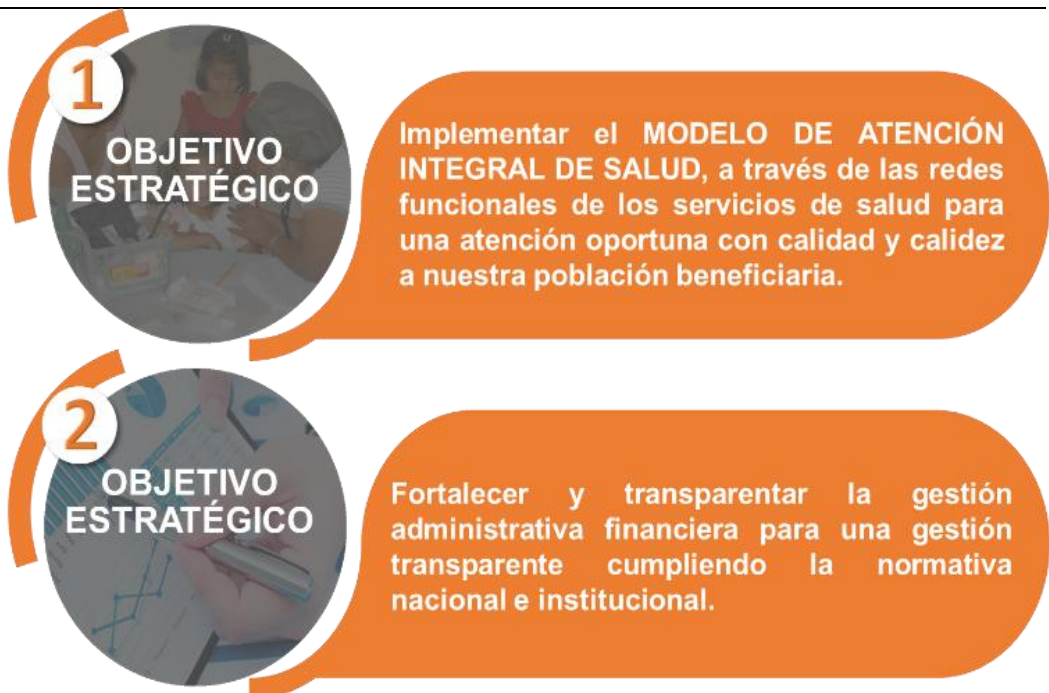 1
OBJETIVO
ESTRATÉGICO
Implementar el MODELO DE ATENCIÓN
INTEGRAL DE SALUD, a través de las redes
funcionales de los servicios de salud para
una atención oportuna con calidad y calidez
a nuestra población beneficiaria.
2
OBJETIVO
ESTRATÉGICO
Fortalecer y transparentar la gestión
administrativa financiera para una gestión
transparente cumpliendo la normativa
nacional e institucional.